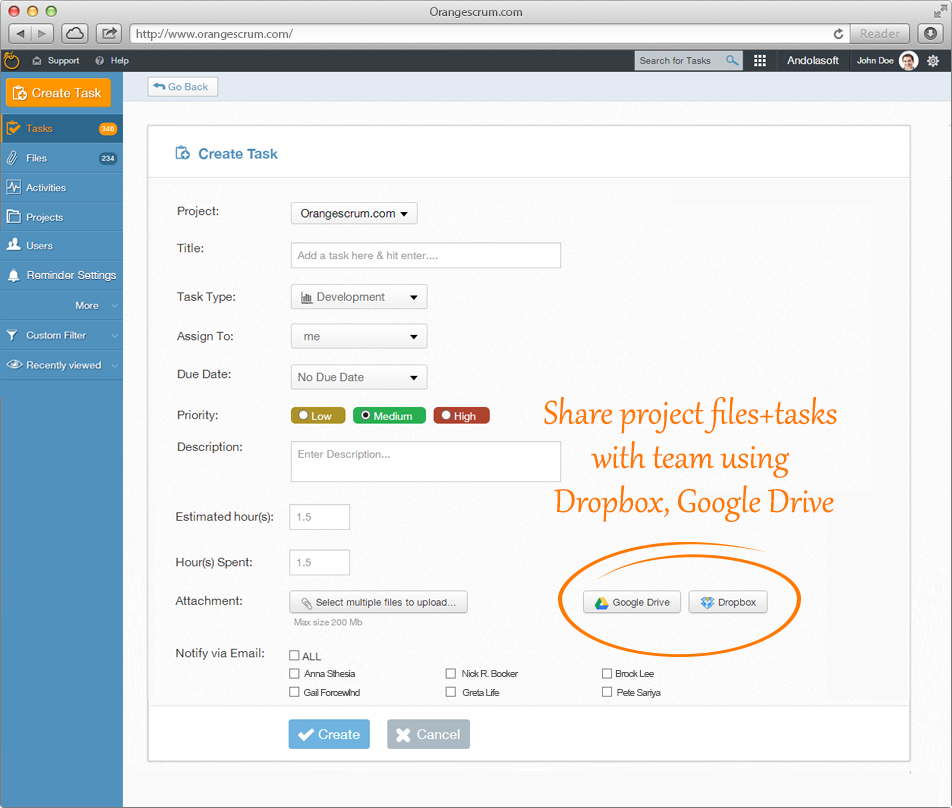 Orangescrum.com
http://www.orangescrum.com/
Reader
Support
Help
Search for Tasks
Andolasoft
John Doe
Create Task
Go Back
Tasks 346
Files 234
Activities
Projects
Users
Reminder Settings
More
Custom Filter
Recently viewed
Create Task
Project: Orangescrum.com
Title: Add a task here & hit enter....
Task Type: Development
Assign To: me
Due Date: No Due Date
Priority: Low Medium High
Description: Enter Description...
Share project files+tasks
with team using
Dropbox, Google Drive
Estimated hour(s): 1.5
Hour(s) Spent: 1.5
Attachment: Select multiple files to upload... Google Drive Dropbox
Max size 200 Mb
Notify via Email: ALL
Anna Sthesia Nick R. Bocker Brock Lee
Gail Forcewind Greta Life Pete Sariya
Create Cancel